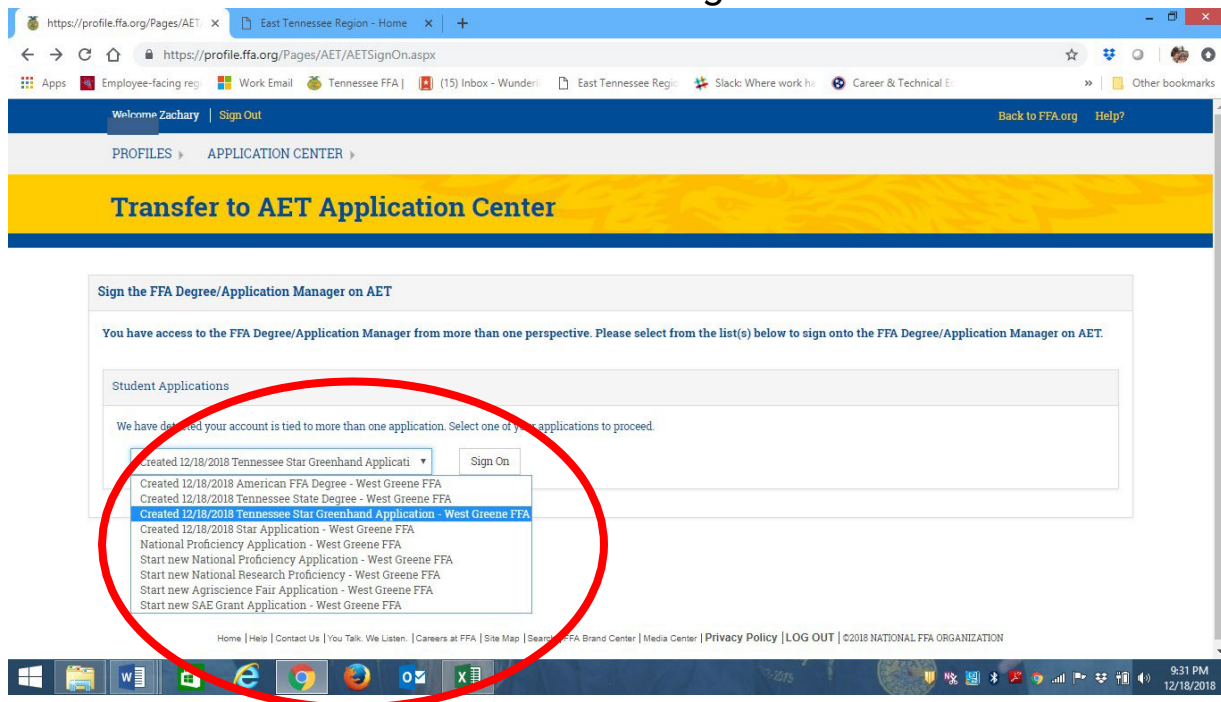 https://profile.ffa.org/Pages/AET
East Tennessee Region - Home
https://profile.ffa.org/Pages/AET/AETSignOn.aspx
Apps Employee-facing reg Work Email Tennessee FFA | (15) Inbox - Wunderli East Tennessee Regio Slack: Where work ha Career & Technical E » Other bookmarks
Welcome Zachary | Sign Out Back to FFA.org Help?
PROFILES APPLICATION CENTER
Transfer to AET Application Center
Sign the FFA Degree/Application Manager on AET
You have access to the FFA Degree/Application Manager from more than one perspective. Please select from the list(s) below to sign onto the FFA Degree/Application Manager on AET.
Student Applications
We have detected your account is tied to more than one application. Select one of your applications to proceed.
Created 12/18/2018 Tennessee Star Greenhand Applicati Sign On
Created 12/18/2018 American FFA Degree - West Greene FFA
Created 12/18/2018 Tennessee State Degree - West Greene FFA
Created 12/18/2018 Tennessee Star Greenhand Application - West Greene FFA
Created 12/18/2018 Star Application - West Greene FFA
National Proficiency Application - West Greene FFA
Start new National Proficiency Application - West Greene FFA
Start new National Research Proficiency - West Greene FFA
Start new Agriscience Fair Application - West Greene FFA
Start new SAE Grant Application - West Greene FFA
Home | Help | Contact Us | You Talk. We Listen. | Careers at FFA | Site Map | Search | FFA Brand Center | Media Center | Privacy Policy | LOG OUT | ©2018 NATIONAL FFA ORGANIZATION
9:31 PM
12/18/2018